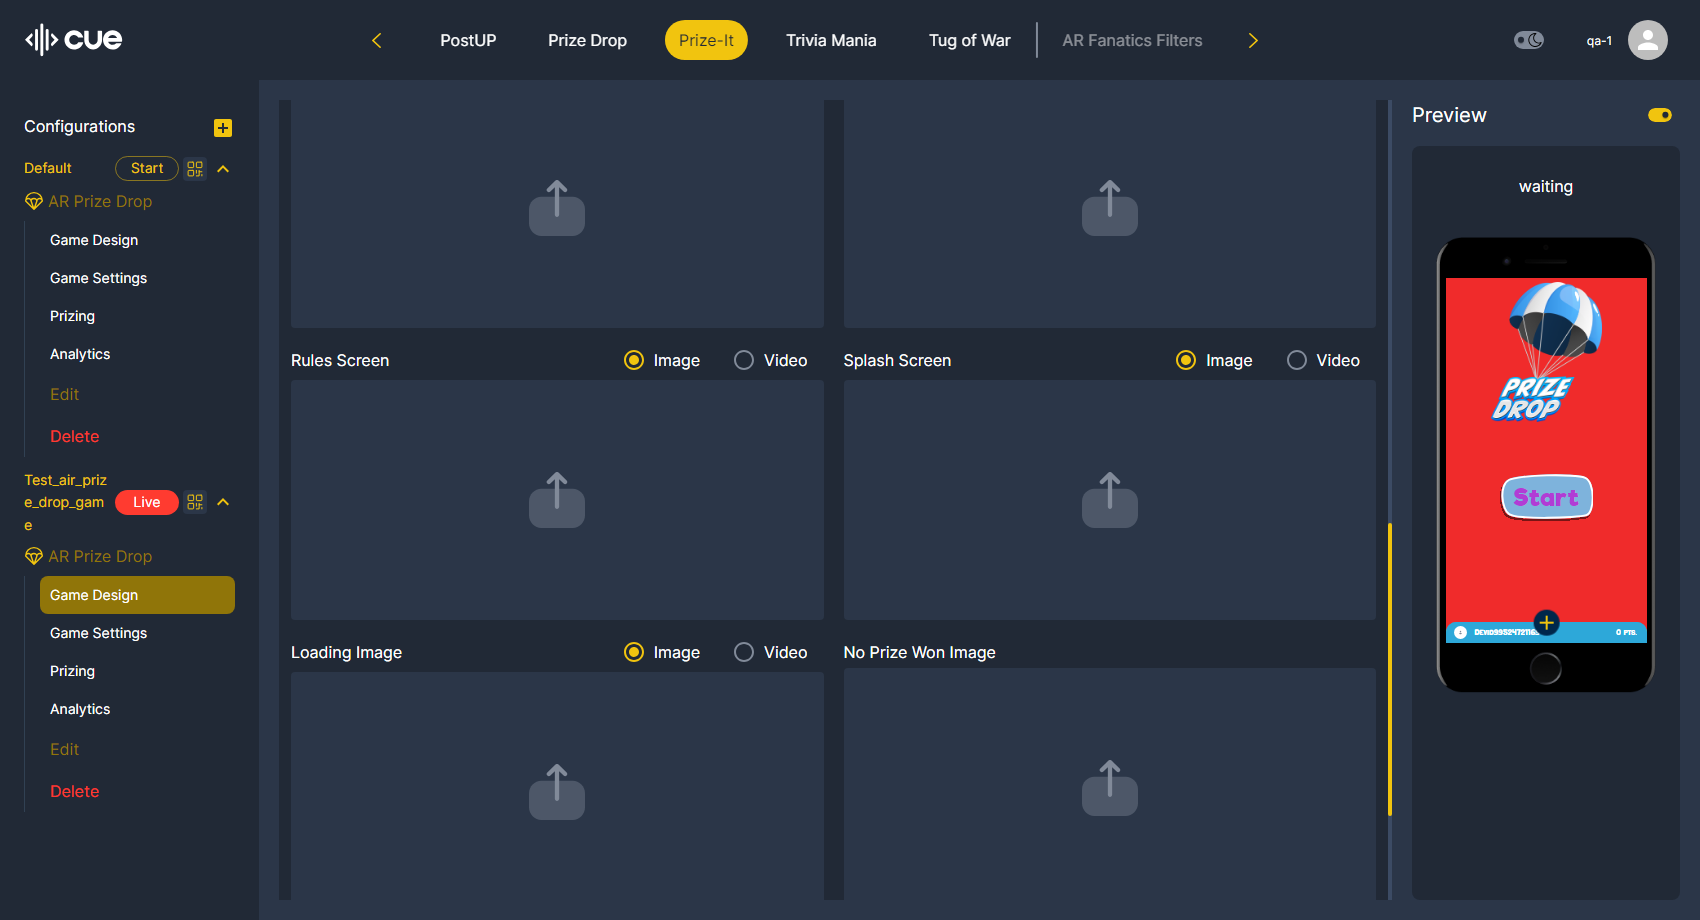 cue
PostUP
Prize Drop
Prize-It
Trivia Mania
Tug of War
AR Fanatics Filters
qa-1
Configurations
Default
Start
AR Prize Drop
Game Design
Game Settings
Prizing
Analytics
Edit
Delete
Test_air_priz
e_drop_gam
e
Live
AR Prize Drop
Game Design
Game Settings
Prizing
Analytics
Edit
Delete
Rules Screen
Image
Video
Splash Screen
Image
Video
Loading Image
Image
Video
No Prize Won Image
Preview
waiting
PRIZE
DROP
Start
0 PTS.